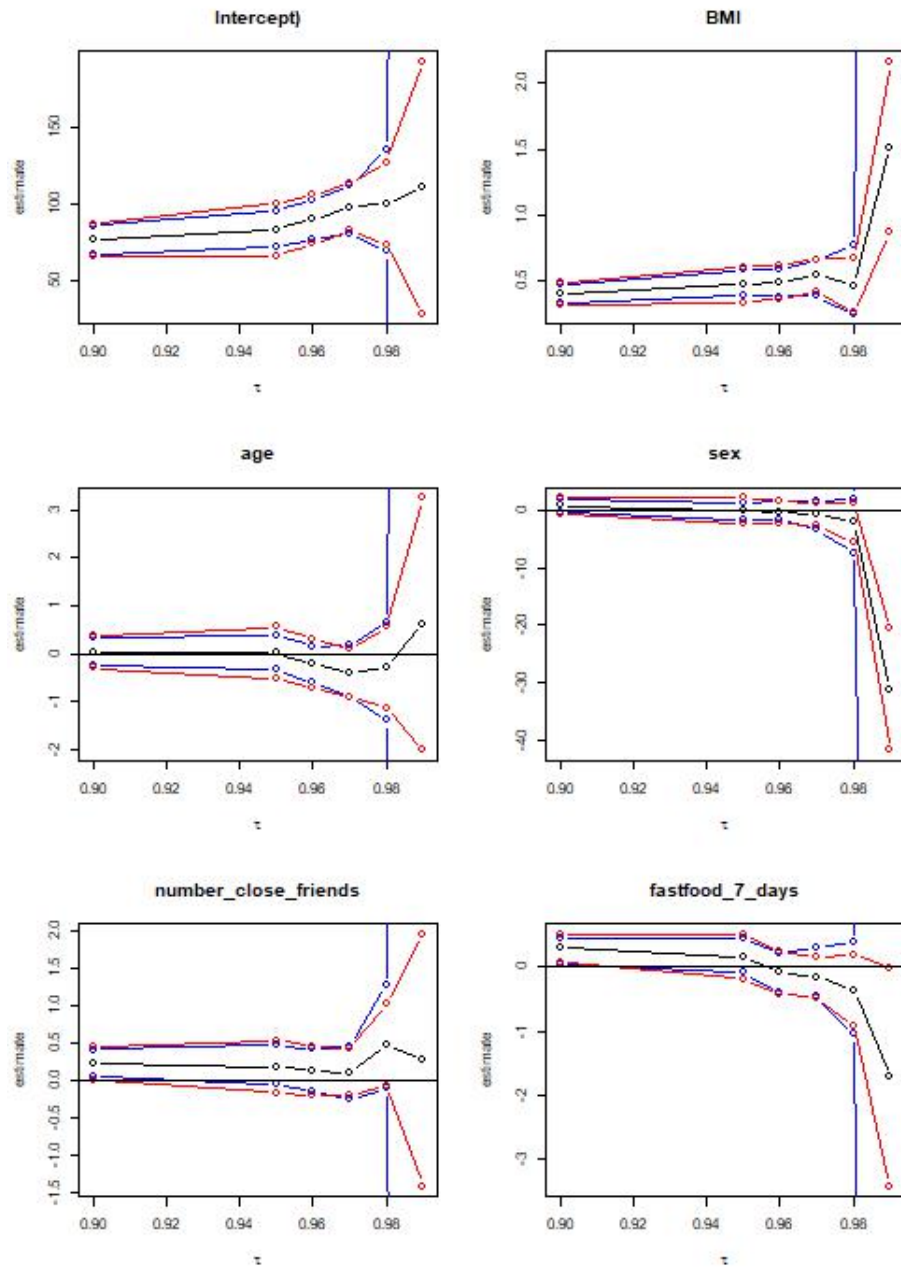 Intercept) BMI
estimate 50 100 150
0.90 0.92 0.94 0.96 0.98
τ
estimate 0.5 1.0 1.5 2.0
0.90 0.92 0.94 0.96 0.98
τ
age sex
estimate -2 -1 0 1 2 3
0.90 0.92 0.94 0.96 0.98
τ
estimate -40 -30 -20 -10 0
0.90 0.92 0.94 0.96 0.98
τ
number_close_friends fastfood_7_days
estimate -1.5 -1.0 -0.5 0.0 0.5 1.0 1.5 2.0
0.90 0.92 0.94 0.96 0.98
τ
estimate -3 -2 -1 0
0.90 0.92 0.94 0.96 0.98
τ